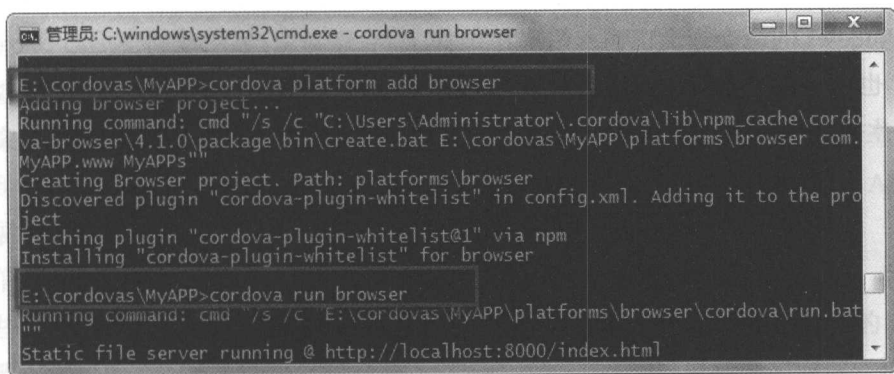 管理员: C:\windows\system32\cmd.exe - cordova  run browser
E:\cordovas\MyAPP>cordova platform add browser
Adding browser project...
Running command: cmd "/s /c "C:\Users\Administrator\.cordova\lib\npm_cache\cordo
va-browser\4.1.0\package\bin\create.bat E:\cordovas\MyAPP\platforms\browser com.
MyAPP.www MyAPPs""
Creating Browser project. Path: platforms\browser
Discovered plugin "cordova-plugin-whitelist" in config.xml. Adding it to the pro
ject
Fetching plugin "cordova-plugin-whitelist@1" via npm
Installing "cordova-plugin-whitelist" for browser
E:\cordovas\MyAPP>cordova run browser
Running command: cmd "/s /c "E:\cordovas\MyAPP\platforms\browser\cordova\run.bat
""
Static file server running @ http://localhost:8000/index.html